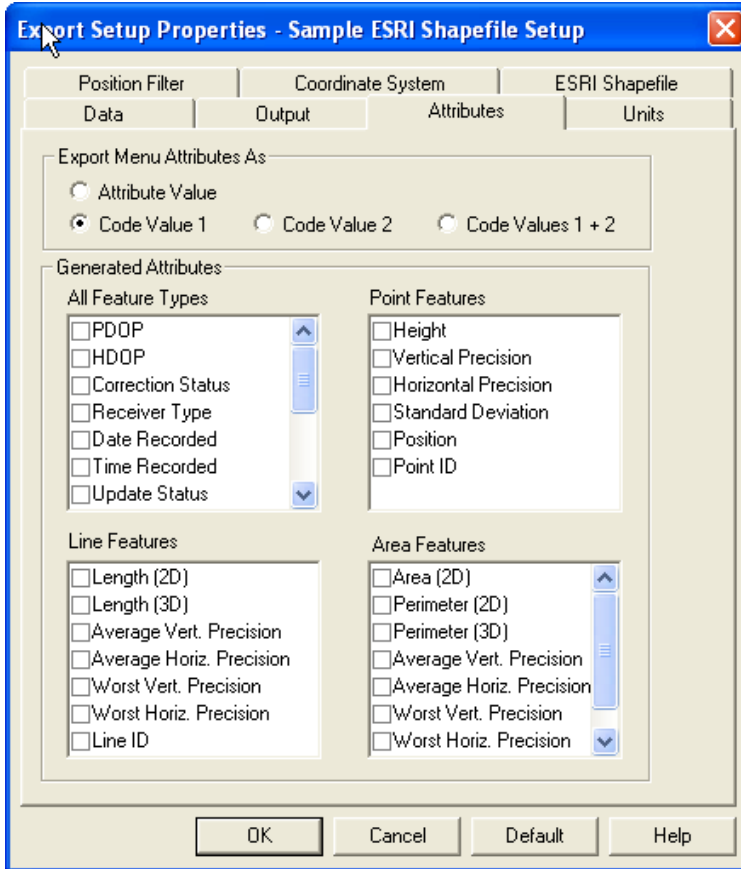 Export Setup Properties - Sample ESRI Shapefile Setup
Position Filter
Coordinate System
ESRI Shapefile
Data
Output
Attributes
Units
Export Menu Attributes As
Attribute Value
Code Value 1
Code Value 2
Code Values 1 + 2
Generated Attributes
All Feature Types
PDOP
HDOP
Correction Status
Receiver Type
Date Recorded
Time Recorded
Update Status
Point Features
Height
Vertical Precision
Horizontal Precision
Standard Deviation
Position
Point ID
Line Features
Length (2D)
Length (3D)
Average Vert. Precision
Average Horiz. Precision
Worst Vert. Precision
Worst Horiz. Precision
Line ID
Area Features
Area (2D)
Perimeter (2D)
Perimeter (3D)
Average Vert. Precision
Average Horiz. Precision
Worst Vert. Precision
Worst Horiz. Precision
OK
Cancel
Default
Help